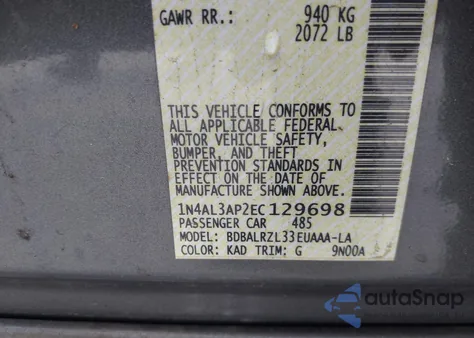 GAWR RR.: 940 KG
2072 LB
THIS VEHICLE CONFORMS TO
ALL APPLICABLE FEDERAL
MOTOR VEHICLE SAFETY,
BUMPER, AND THEFT
PREVENTION STANDARDS IN
EFFECT ON THE DATE OF
MANUFACTURE SHOWN ABOVE.
1N4AL3AP2EC129698
PASSENGER CAR 485
MODEL: BDBALRZL33EUAAA-LA
COLOR: KAD TRIM: G 9N00A
autoSnap